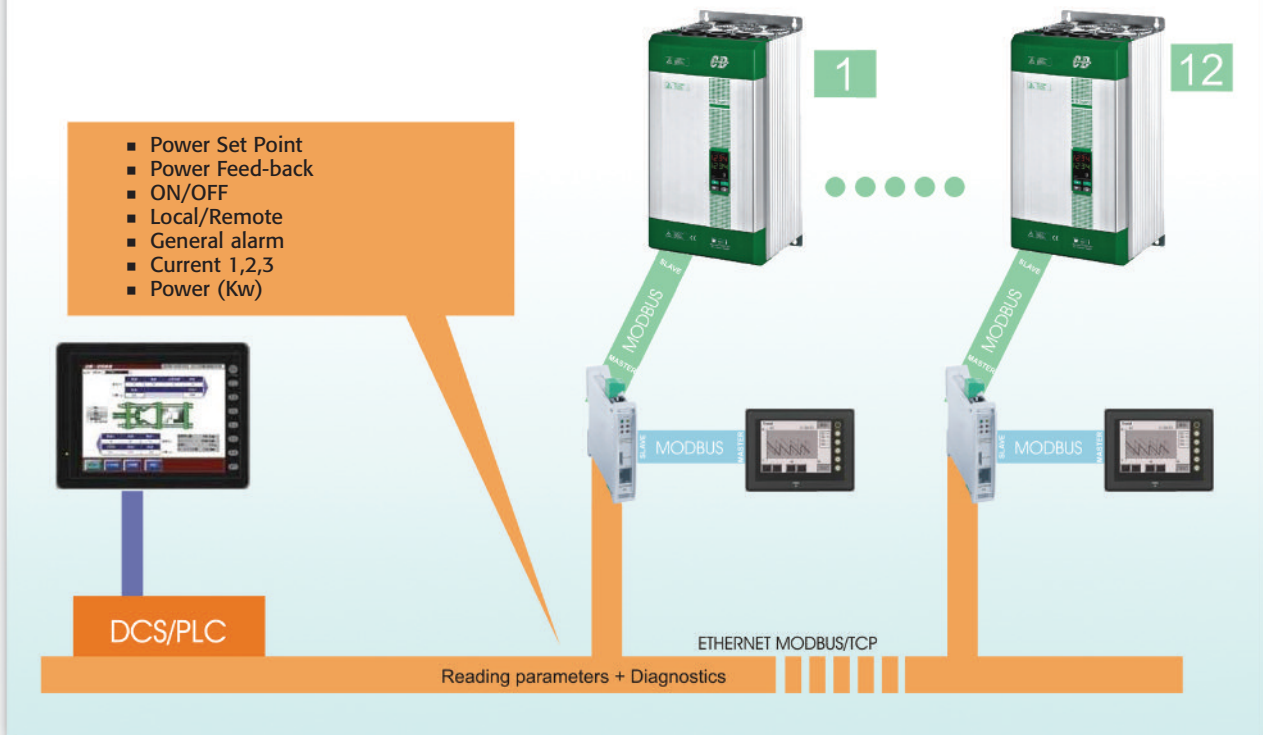 1
12
■ Power Set Point
■ Power Feed-back
■ ON/OFF
■ Local/Remote
■ General alarm
■ Current 1,2,3
■ Power (Kw)
SLAVE
MODBUS
MASTER
SLAVE
MODBUS
MASTER
SLAVE
MODBUS
MASTER
SLAVE
MODBUS
MASTER
DCS/PLC
ETHERNET MODBUS/TCP
Reading parameters + Diagnostics